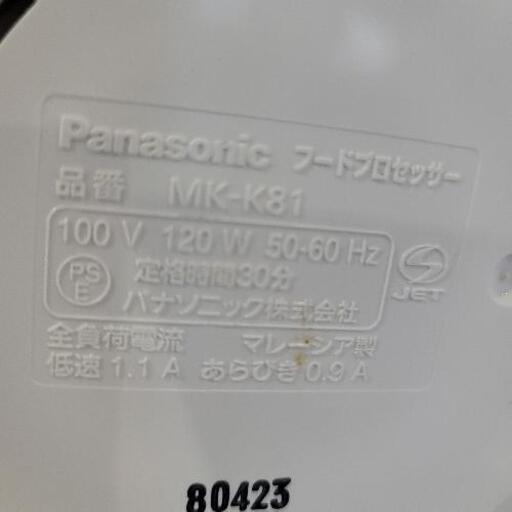 Panasonic フードプロセッサー
品番 MK-K81
100 V 120 W 50-60 Hz
PS E 定格時間30分
パナソニック株式会社
JET
全負荷電流 マレーシア製
低速 1.1 A あらびき 0.9 A
80423